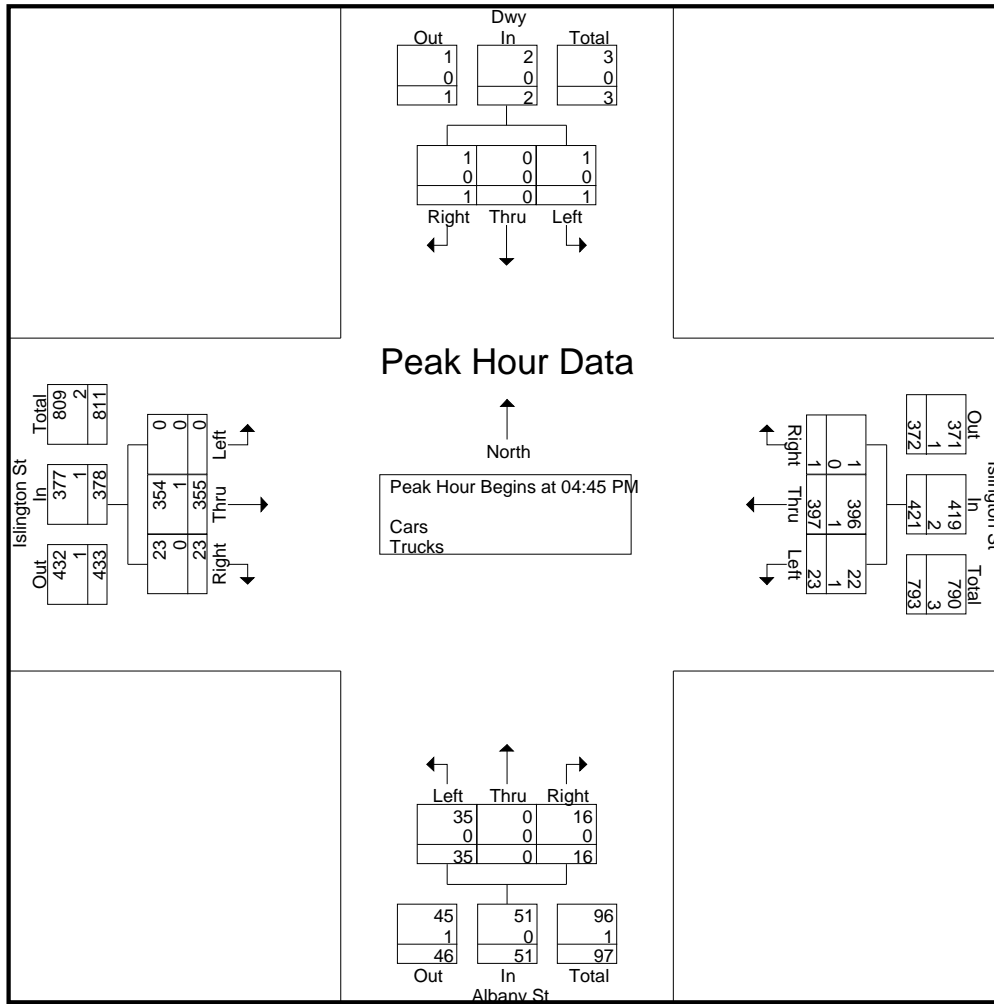 Dwy
Out In Total
1 2 3
0 0 0
1 2 3
1 0 1
0 0 0
1 0 1
Right Thru Left
Peak Hour Data
North
Peak Hour Begins at 04:45 PM
Cars
Trucks
Islington St
Total In Out
809 377 432
2 1 1
811 378 433
0 354 23
0 1 0
0 355 23
Left Thru Right
Islington St
Out In Total
371 419 790
1 2 3
372 421 793
1 396 22
0 1 1
1 397 23
Right Thru Left
Left Thru Right
35 0 16
0 0 0
35 0 16
45 51 96
1 0 1
46 51 97
Out In Total
Albany St